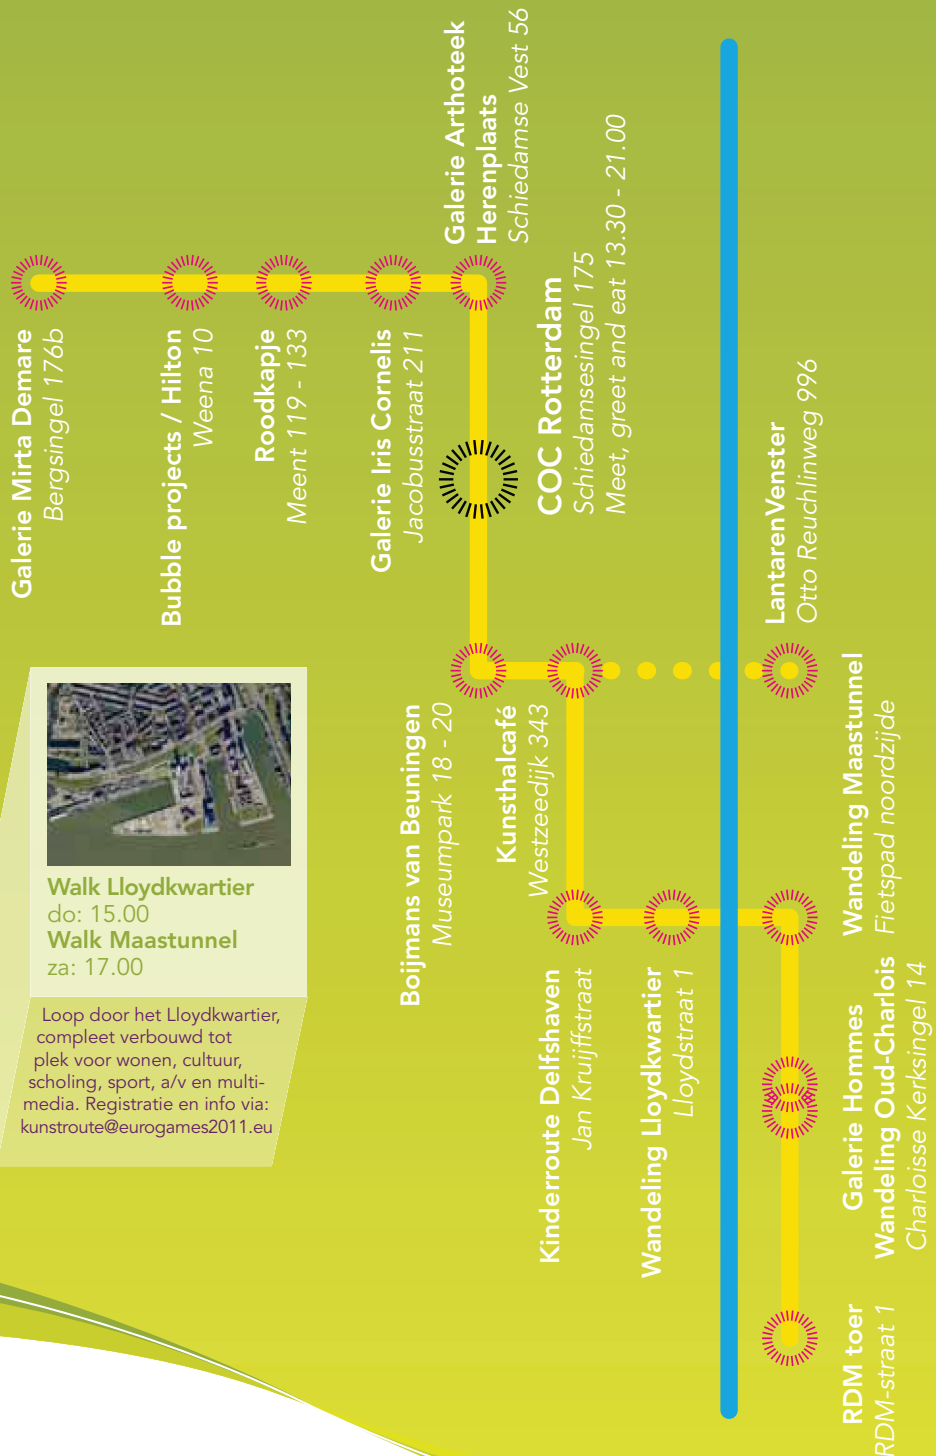 Galerie Mirta Demare
Bergsingel 176b
Bubble projects / Hilton
Weena 10
Roodkapje
Meent 119 - 133
Galerie Iris Cornelis
Jacobusstraat 211
Galerie Arthoteek
Herenplaats
Schiedamse Vest 56
COC Rotterdam
Schiedamsesingel 175
Meet, greet and eat 13.30 - 21.00
Boijmans van Beuningen
Museumpark 18 - 20
Kunsthalcafé
Westzeedijk 343
LantarenVenster
Otto Reuchlinweg 996
Kinderroute Delfshaven
Jan Kruijffstraat
Wandeling Lloydkwartier
Lloydstraat 1
Wandeling Maastunnel
Fietspad noordzijde
Galerie Hommes
Wandeling Oud-Charlois
Charloisse Kerksingel 14
RDM toer
RDM-straat 1
Walk Lloydkwartier
do: 15.00
Walk Maastunnel
za: 17.00
Loop door het Lloydkwartier,
compleet verbouwd tot
plek voor wonen, cultuur,
scholing, sport, a/v en multi-
media. Registratie en info via:
kunstroute@eurogames2011.eu